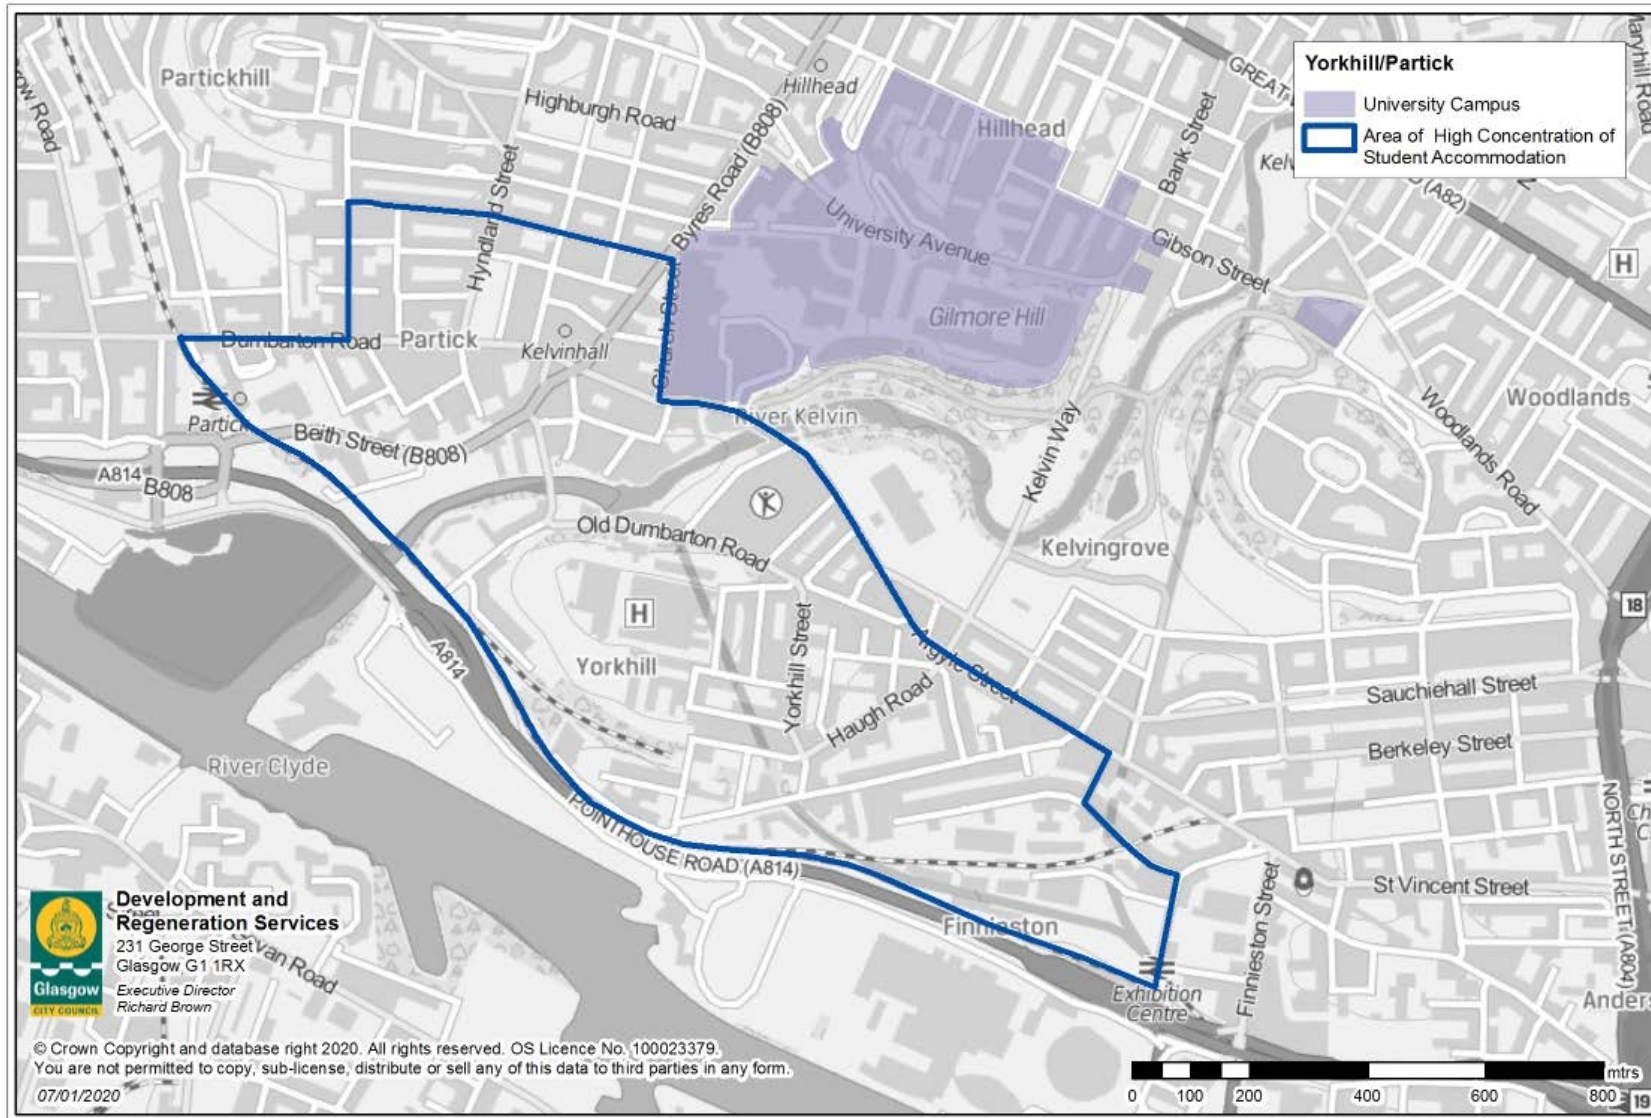 Yorkhill/Partick
University Campus
Area of High Concentration of
Student Accommodation
Partickhill
Highburgh Road
Hillhead
Hillhead
Byres Road (B808)
Hyndland Street
University Avenue
Bank Street
Gibson Street
Gilmore Hill
Dumbarton Road
Partick
Kelvinhall
Church Street
River Kelvin
Kelvin Way
Woodlands Road
Woodlands
H
Beith Street (B808)
A814
B808
Old Dumbarton Road
Kelvingrove
H
Yorkhill
Yorkhill Street
Haugh Road
Argyle Street
Sauchiehall Street
Berkeley Street
18
A814
River Clyde
POINTHOUSE ROAD (A814)
Finnieston
Finnieston Street
St Vincent Street
NORTH STREET (A804)
Exhibition
Centre
19
Development and
Regeneration Services
231 George Street
Glasgow G1 1RX
Executive Director
Richard Brown
Glasgow
CITY COUNCIL
© Crown Copyright and database right 2020. All rights reserved. OS Licence No. 100023379.
You are not permitted to copy, sub-license, distribute or sell any of this data to third parties in any form.
07/01/2020
mtrs
0 100 200 400 600 800